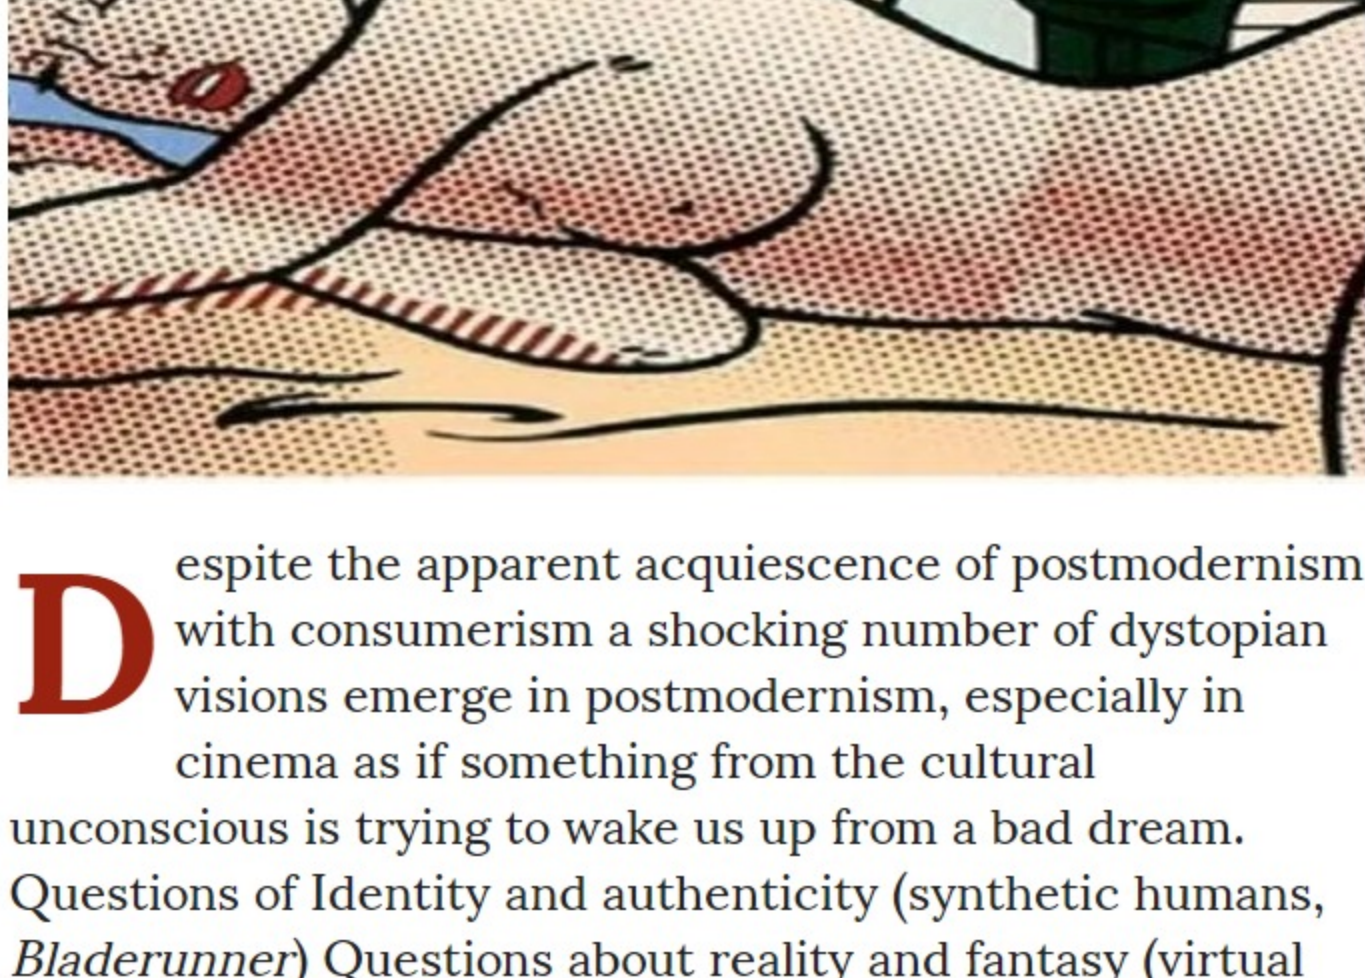 Despite the apparent acquiescence of postmodernism
with consumerism a shocking number of dystopian
visions emerge in postmodernism, especially in
cinema as if something from the cultural
unconscious is trying to wake us up from a bad dream.
Questions of Identity and authenticity (synthetic humans,
Bladerunner) Questions about reality and fantasy (virtual